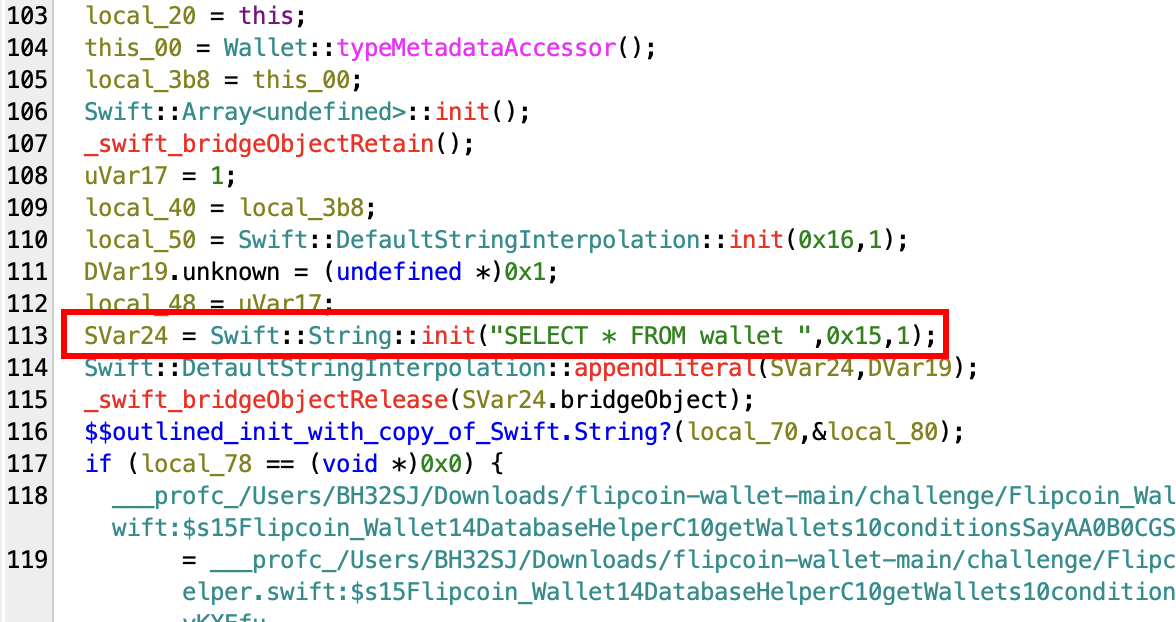 103 local_20 = this;
104 this_00 = Wallet::typeMetadataAccessor();
105 local_3b8 = this_00;
106 Swift::Array<undefined>::init();
107 _swift_bridgeObjectRetain();
108 uVar17 = 1;
109 local_40 = local_3b8;
110 local_50 = Swift::DefaultStringInterpolation::init(0x16,1);
111 DVar19.unknown = (undefined *)0x1;
112 local_48 = uVar17;
113 SVar24 = Swift::String::init("SELECT * FROM wallet ",0x15,1);
114 Swift::DefaultStringInterpolation::appendLiteral(SVar24,DVar19);
115 _swift_bridgeObjectRelease(SVar24.bridgeObject);
116 $$outlined_init_with_copy_of_Swift.String?(local_70,&local_80);
117 if (local_78 == (void *)0x0) {
118 ___profc_/Users/BH32SJ/Downloads/flipcoin-wallet-main/challenge/Flipcoin_Wal
wift:$s15Flipcoin_Wallet14DatabaseHelperC10getWallets10conditionsSayAA0B0CGS
119 = ___profc_/Users/BH32SJ/Downloads/flipcoin-wallet-main/challenge/Flipc
elper.swift:$s15Flipcoin_Wallet14DatabaseHelperC10getWallets10condition